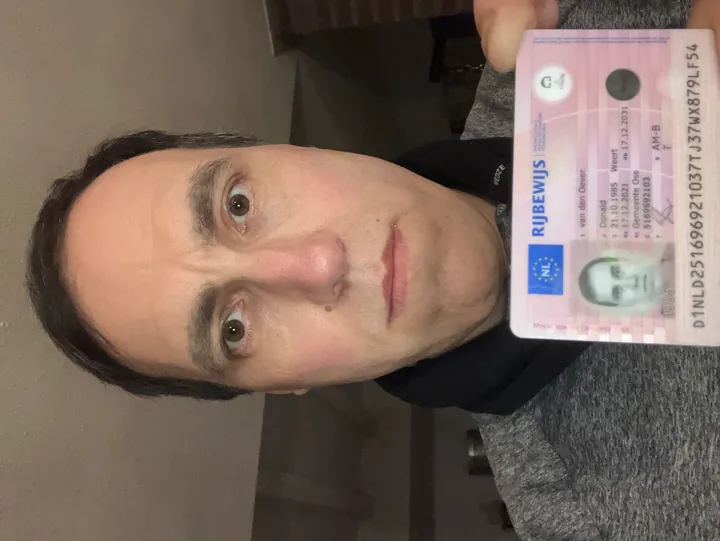 RIJBEWIJS
NL
van den Oever
Donald
21.10.1985 Weert
17.12.2021 17.12.2031
Gemeente Oss
5160692103
AM-B
T
D1NLD251696921037TJ37WX879LF54